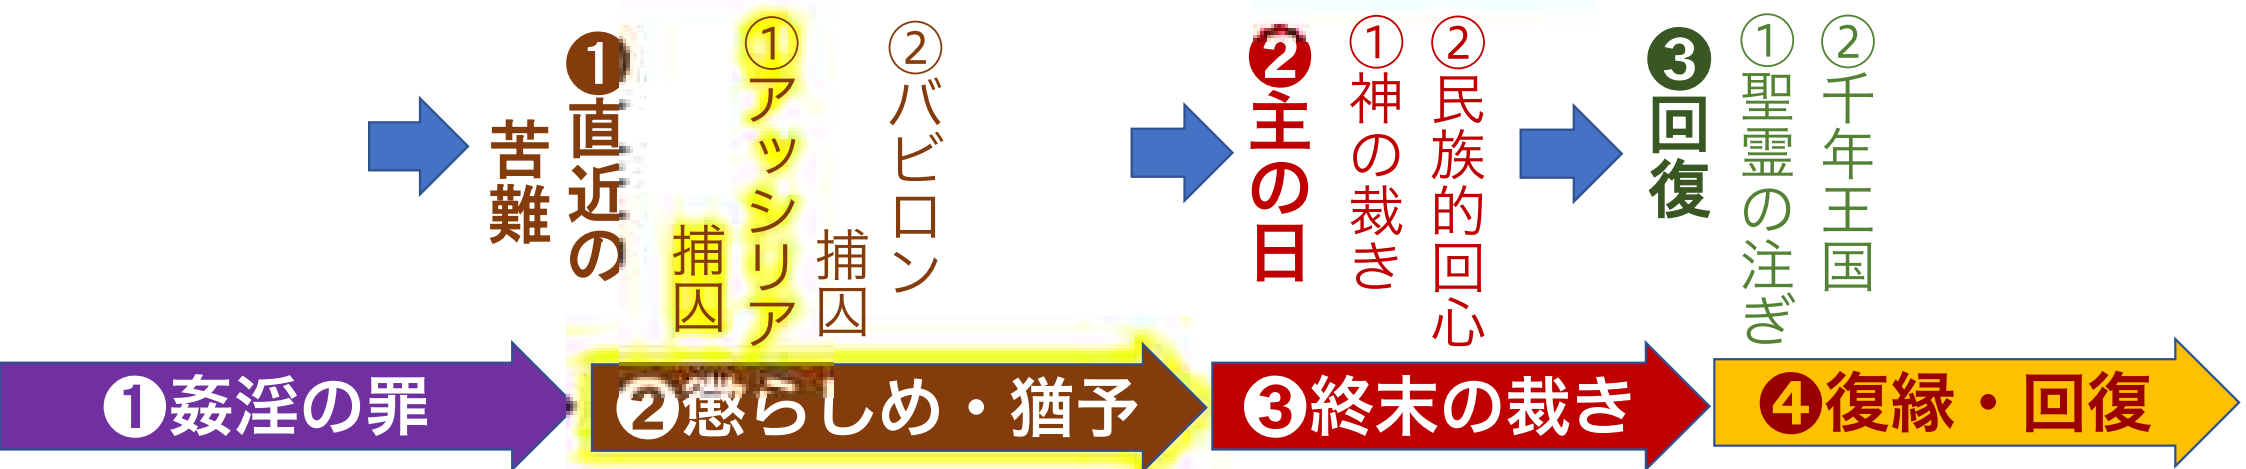 ❶直近の
苦難
①アッシリア
捕囚
②バビロン
捕囚
❷主の日
①神の裁き
②民族的回心
❸回復
①聖霊の注ぎ
②千年王国
❶姦淫の罪
❷懲らしめ・猶予
❸終末の裁き
❹復縁・回復